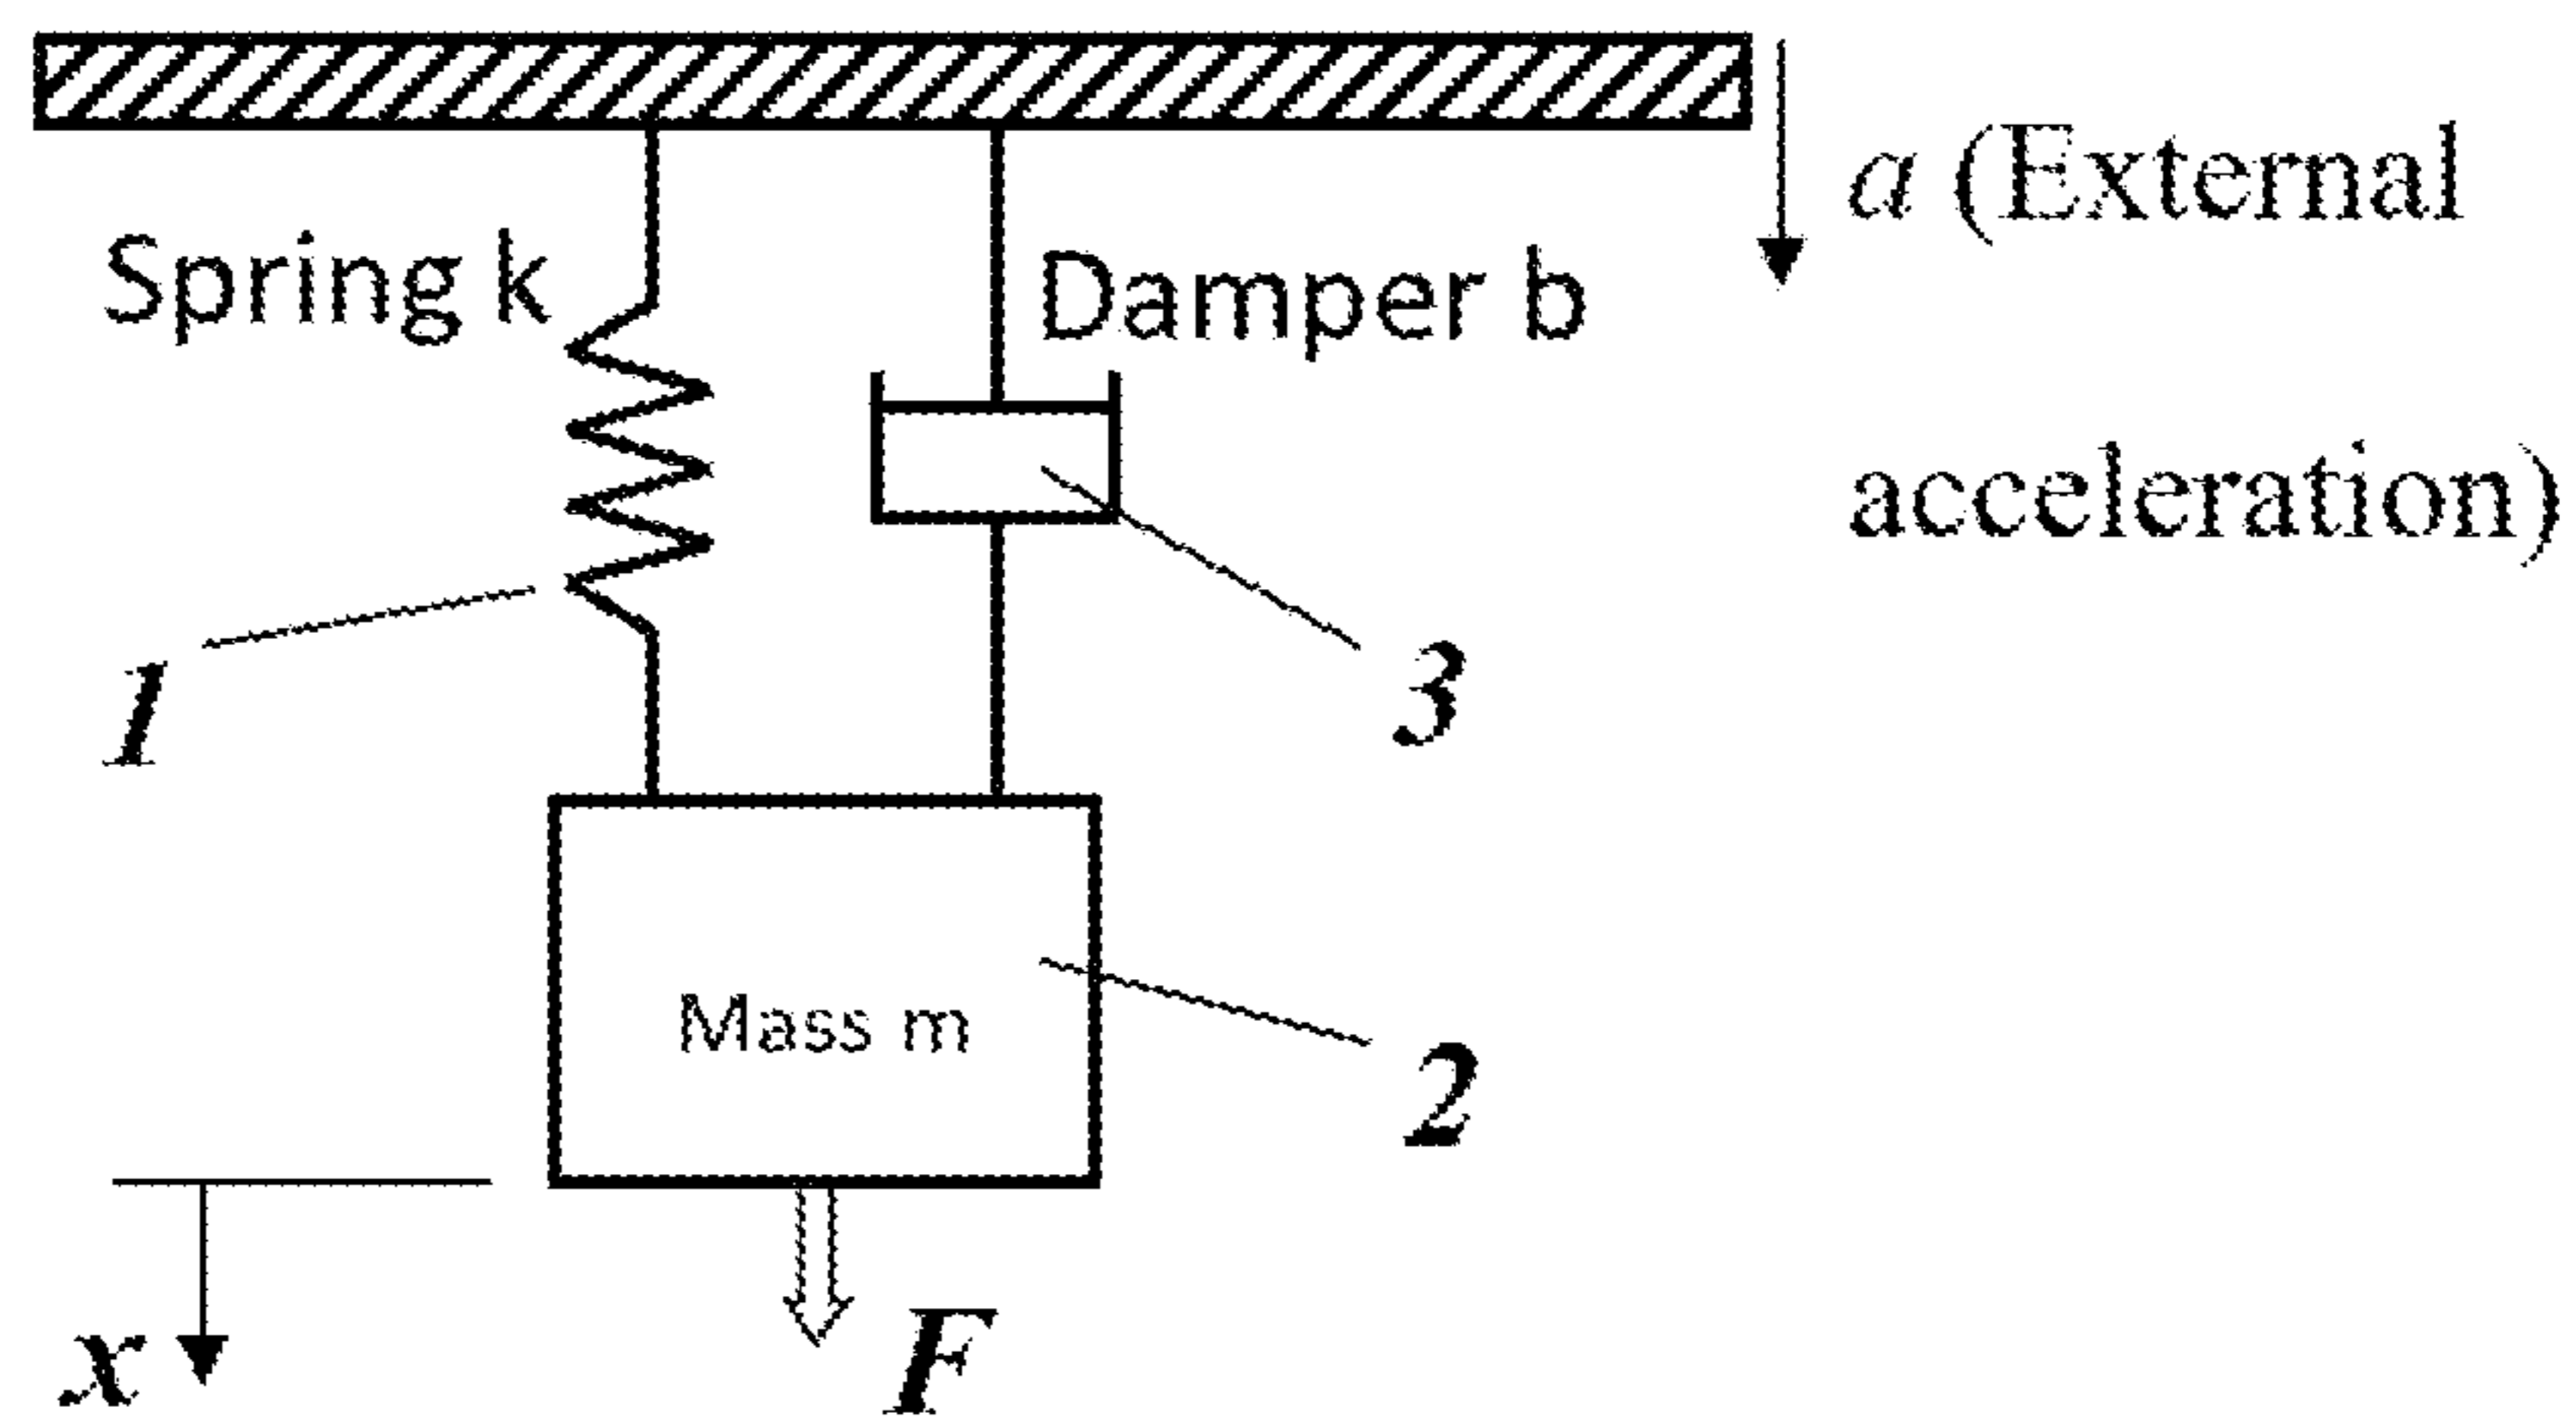 a (External
acceleration)
Spring k
Damper b
1
3
Mass m
2
x
F